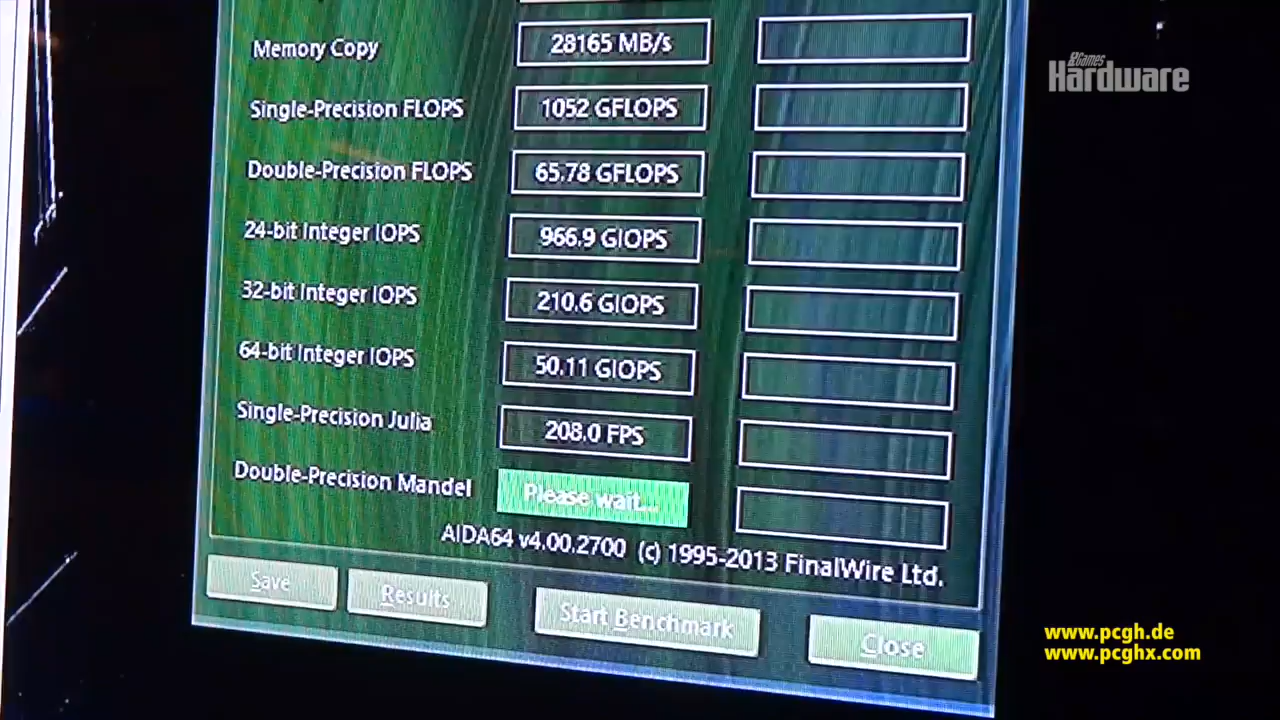 Memory Copy 28165 MB/s
PC Games
Hardware
Single-Precision FLOPS 1052 GFLOPS
Double-Precision FLOPS 65.78 GFLOPS
24-bit Integer IOPS 966.9 GIOPS
32-bit Integer IOPS 210.6 GIOPS
64-bit Integer IOPS 50.11 GIOPS
Single-Precision Julia 208.0 FPS
Double-Precision Mandel Please wait...
AIDA64 v4.00.2700 (c) 1995-2013 FinalWire Ltd.
Save Results Start Benchmark Close
www.pcgh.de
www.pcghx.com